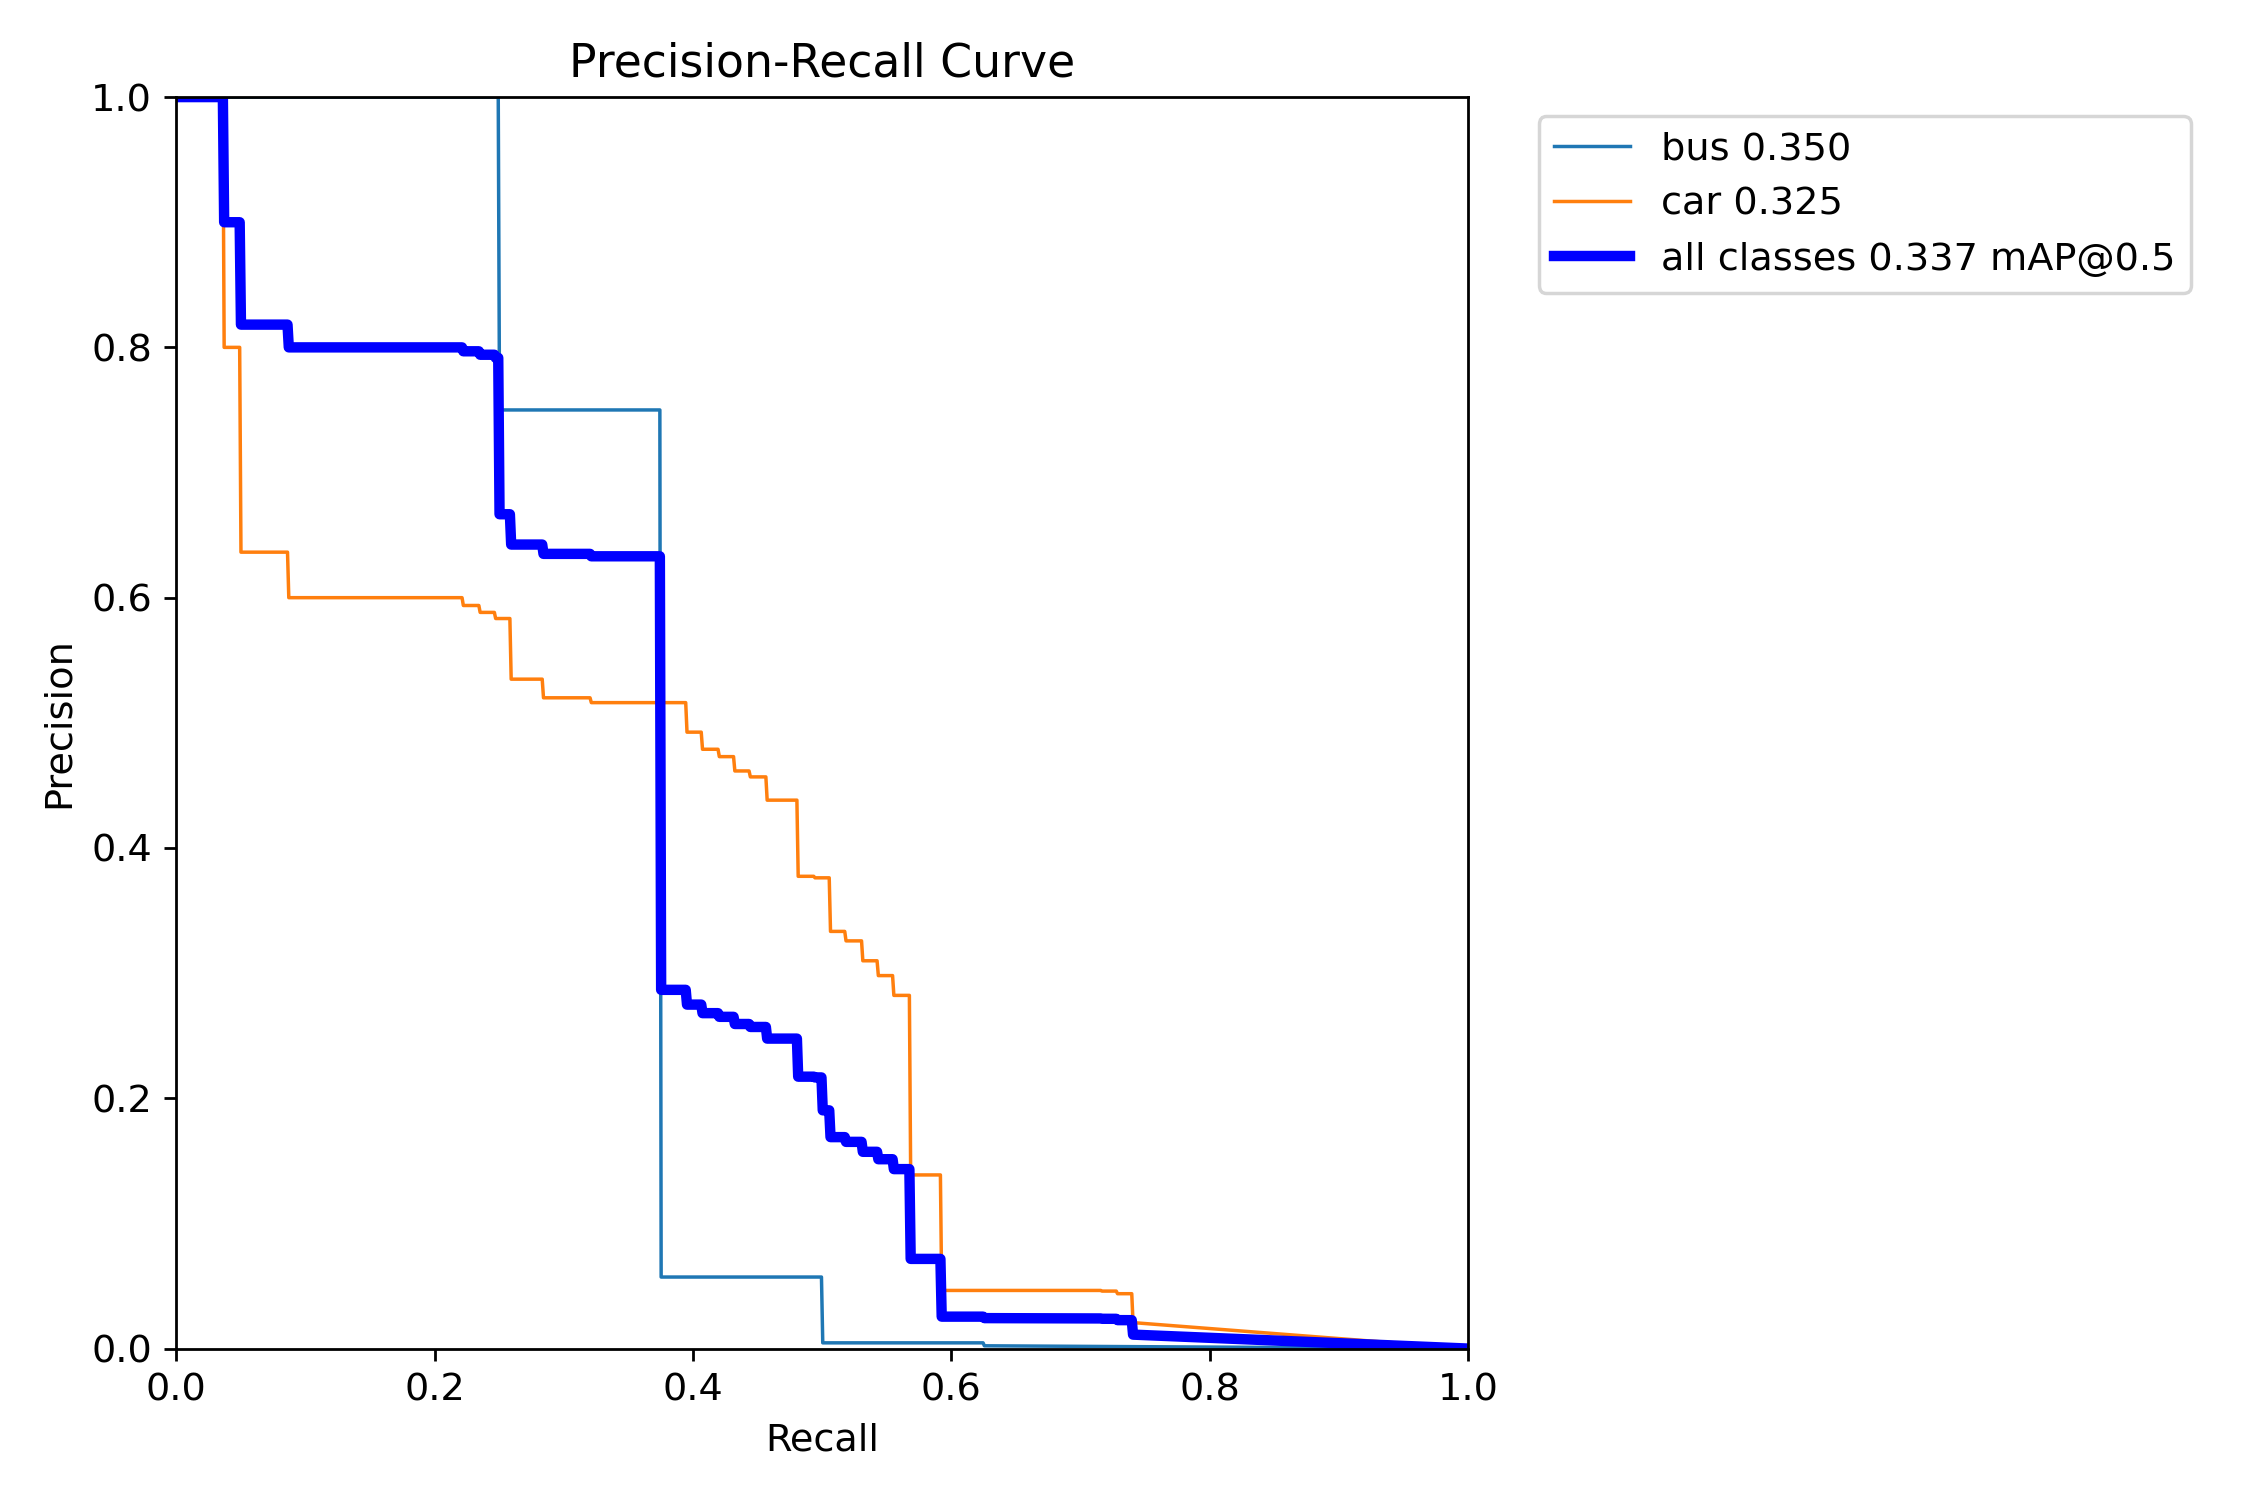 Precision-Recall Curve
bus 0.350
car 0.325
all classes 0.337 mAP@0.5
Precision
1.0
0.8
0.6
0.4
0.2
0.0
0.0 0.2 0.4 0.6 0.8 1.0
Recall